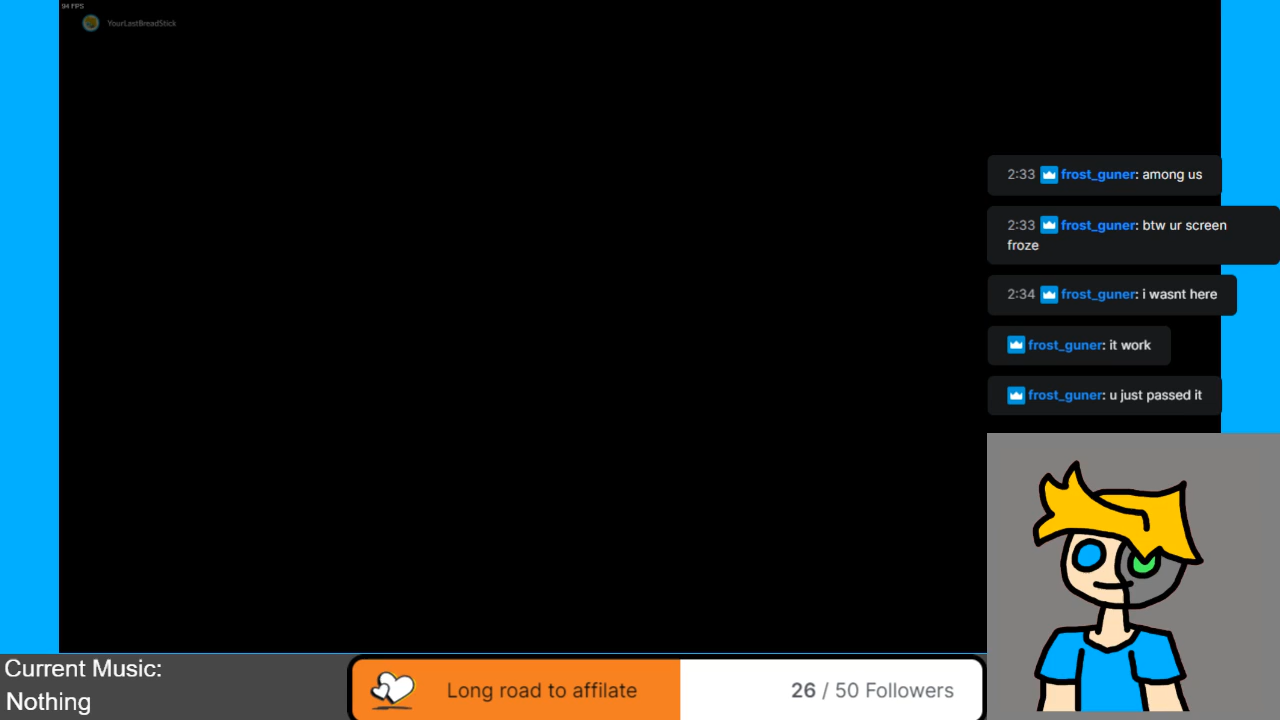 94 FPS
YourLastBreadStick
2:33 frost_guner: among us
2:33 frost_guner: btw ur screen
froze
2:34 frost_guner: i wasnt here
frost_guner: it work
frost_guner: u just passed it
Current Music:
Nothing
Long road to affilate
26 / 50 Followers